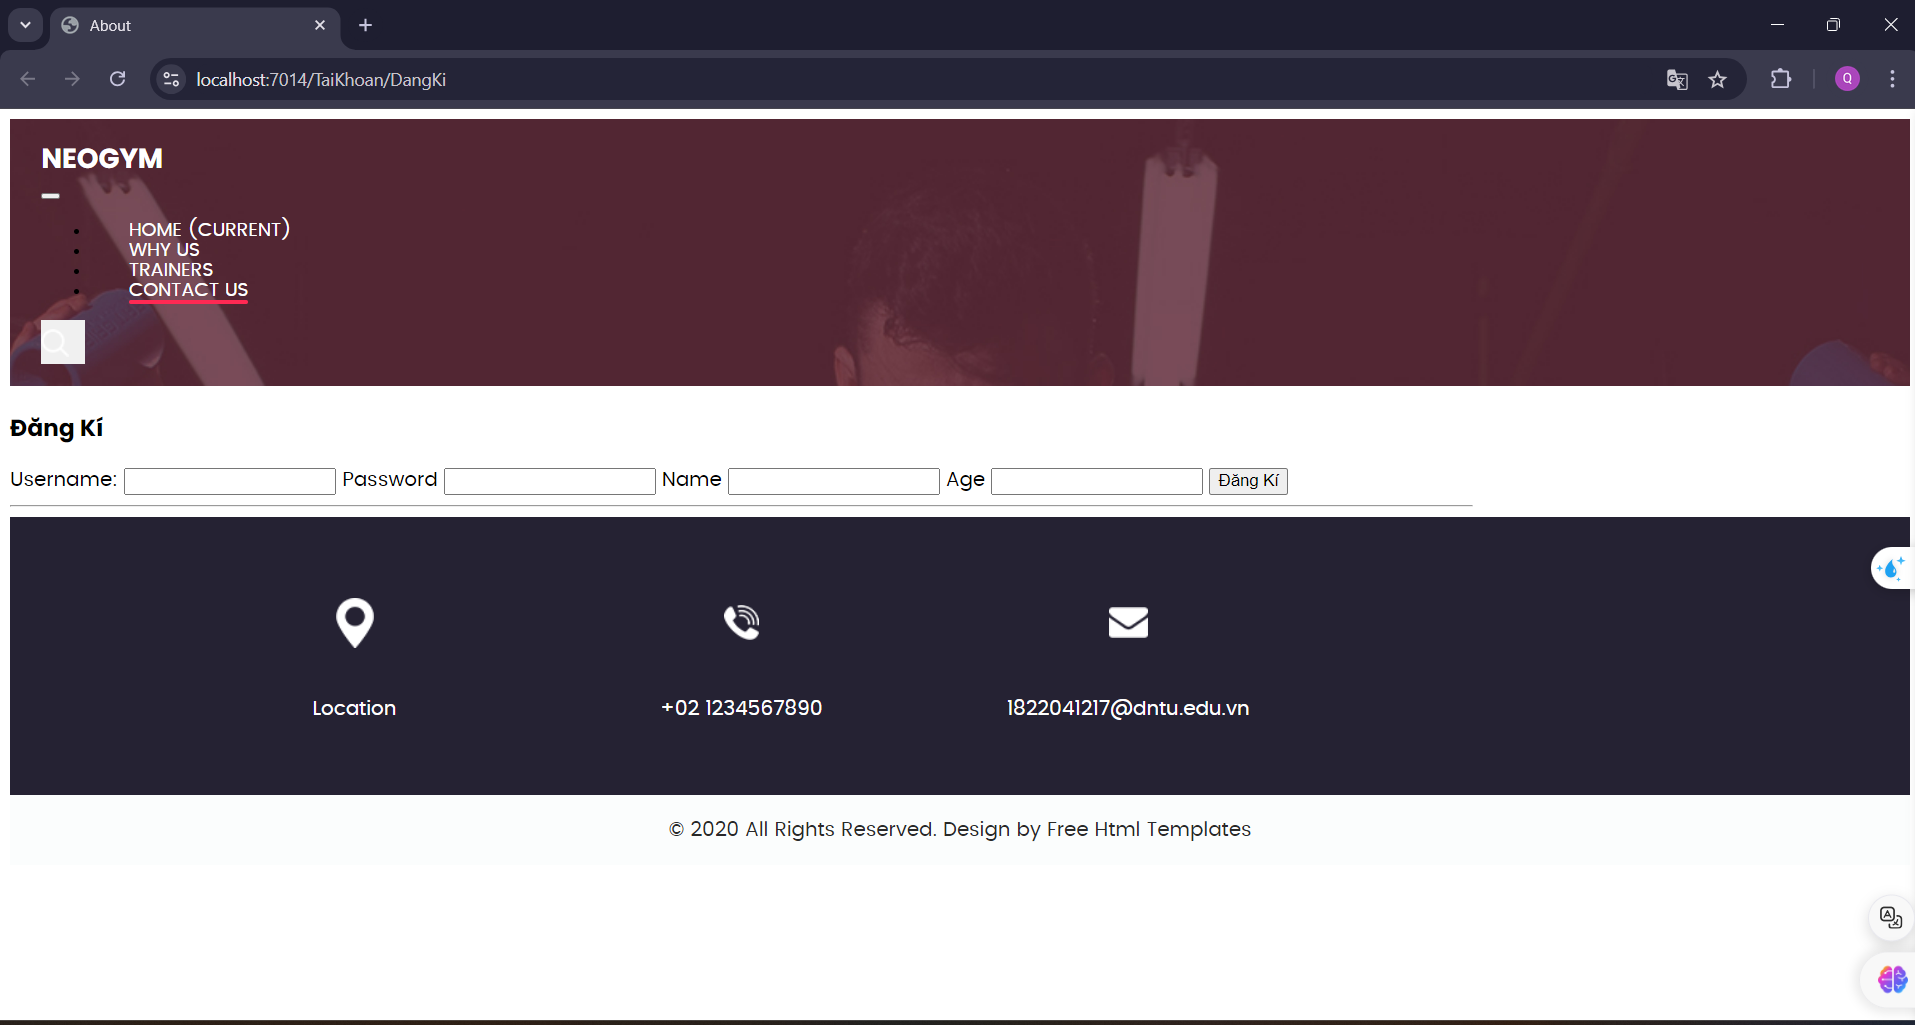 About
localhost:7014/TaiKhoan/DangKi
Q
NEOGYM
HOME (CURRENT)
WHY US
TRAINERS
CONTACT US
Đăng Kí
Username: Password Name Age Đăng Kí
Location
+02 1234567890
1822041217@dntu.edu.vn
© 2020 All Rights Reserved. Design by Free Html Templates